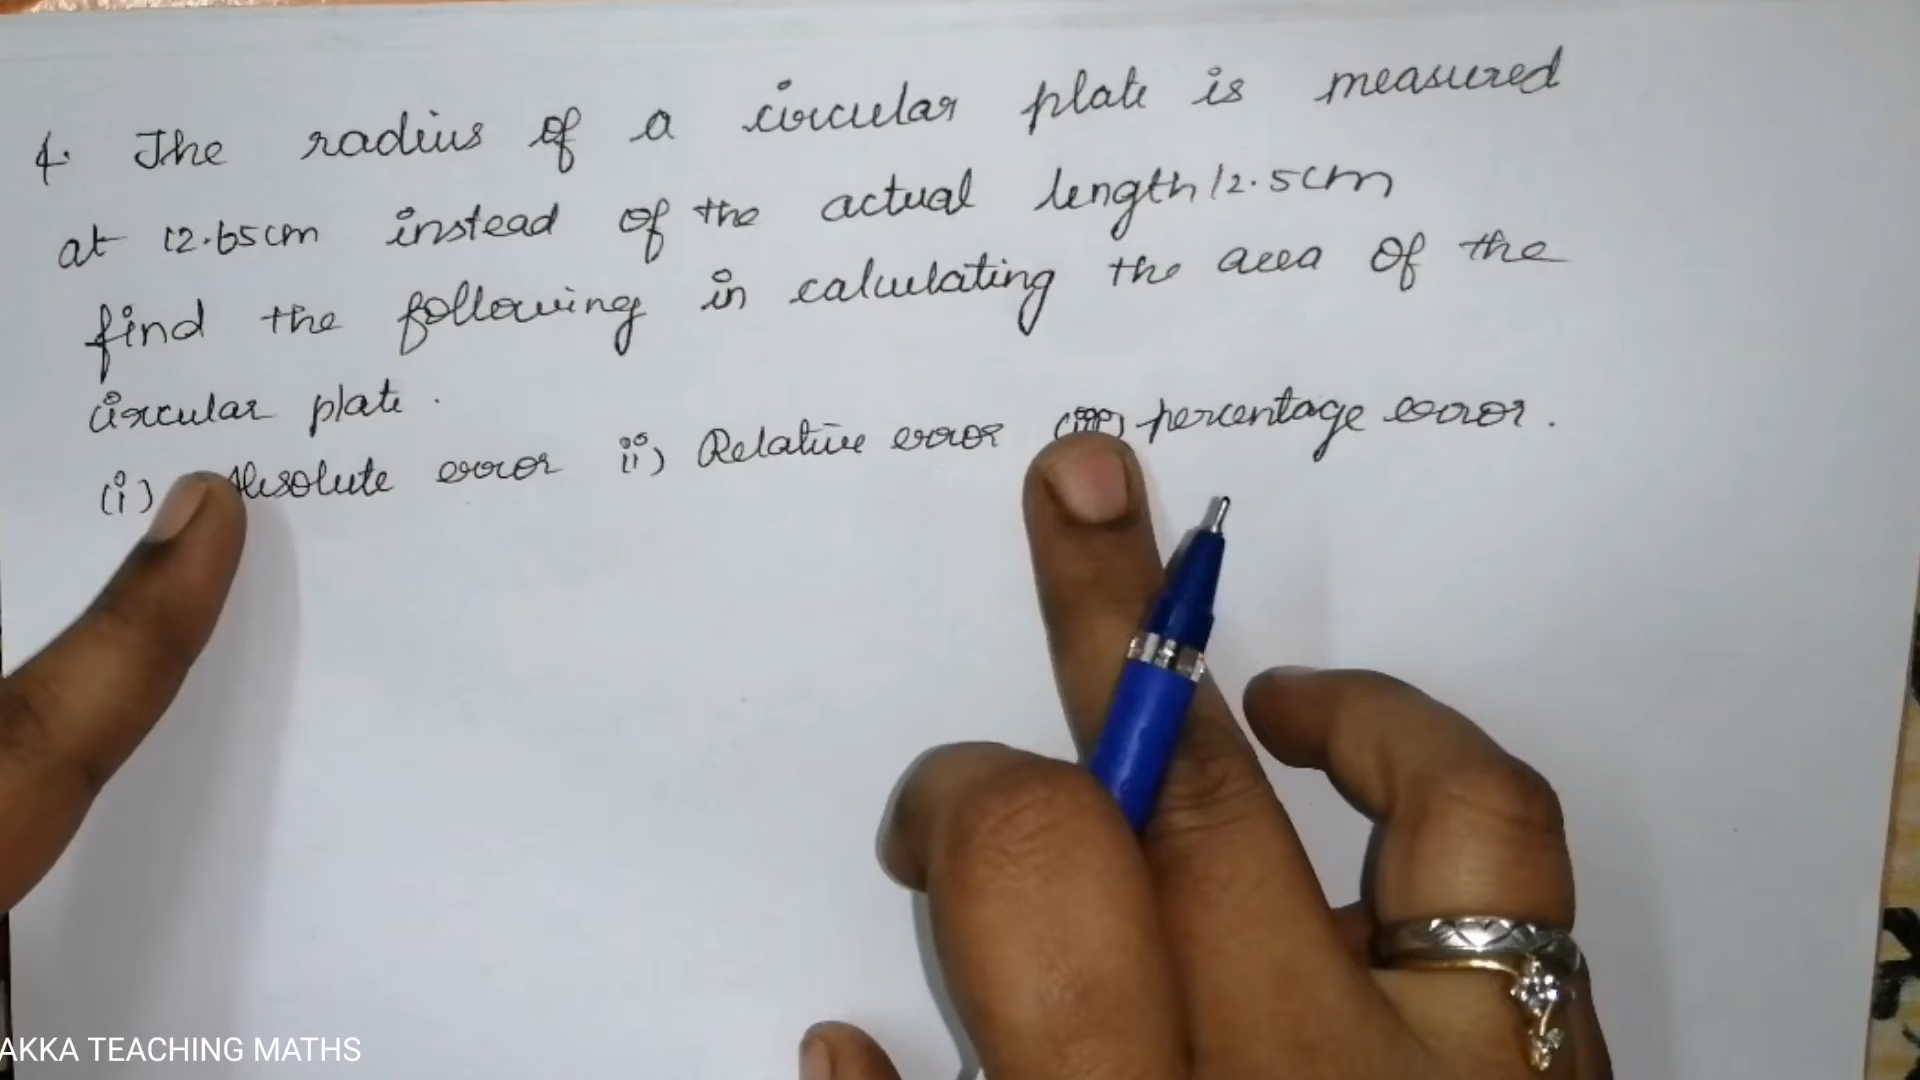 4. The radius of a circular plate is measured
at 12.65cm instead of the actual length 12.5cm
find the following in calculating the area of the
circular plate.
(i) Absolute error ii) Relative error (iii) percentage error.
AKKA TEACHING MATHS